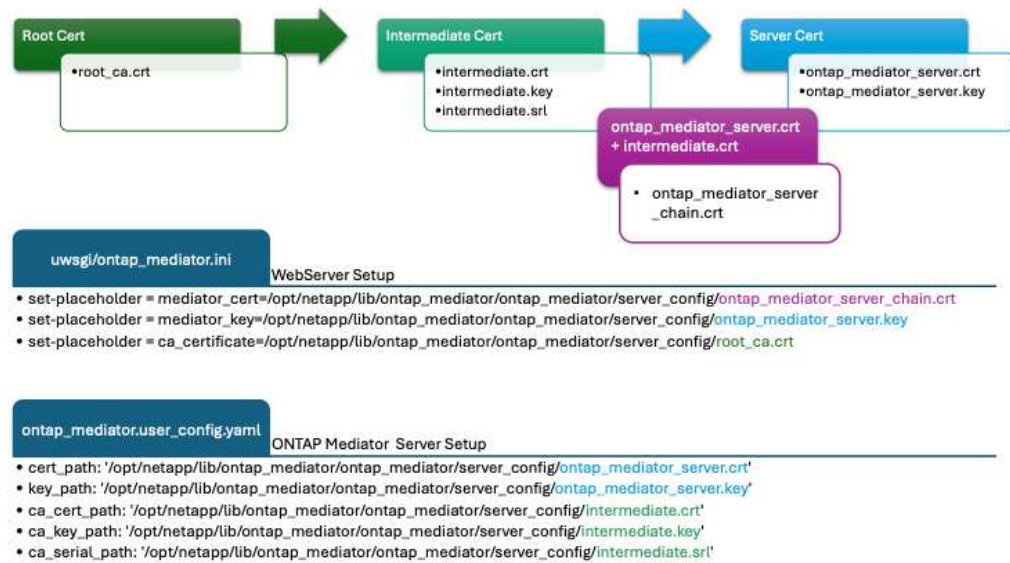 Root Cert
•root_ca.crt
Intermediate Cert
•intermediate.crt
•intermediate.key
•intermediate.srl
Server Cert
•ontap_mediator_server.crt
•ontap_mediator_server.key
ontap_mediator_server.crt
+ intermediate.crt
• ontap_mediator_server
_chain.crt
uwsgi/ontap_mediator.ini
WebServer Setup
• set-placeholder = mediator_cert=/opt/netapp/lib/ontap_mediator/ontap_mediator/server_config/ontap_mediator_server_chain.crt
• set-placeholder = mediator_key=/opt/netapp/lib/ontap_mediator/ontap_mediator/server_config/ontap_mediator_server.key
• set-placeholder = ca_certificate=/opt/netapp/lib/ontap_mediator/ontap_mediator/server_config/root_ca.crt
ontap_mediator.user_config.yaml
ONTAP Mediator Server Setup
• cert_path: '/opt/netapp/lib/ontap_mediator/ontap_mediator/server_config/ontap_mediator_server.crt'
• key_path: '/opt/netapp/lib/ontap_mediator/ontap_mediator/server_config/ontap_mediator_server.key'
• ca_cert_path: '/opt/netapp/lib/ontap_mediator/ontap_mediator/server_config/intermediate.crt'
• ca_key_path: '/opt/netapp/lib/ontap_mediator/ontap_mediator/server_config/intermediate.key'
• ca_serial_path: '/opt/netapp/lib/ontap_mediator/ontap_mediator/server_config/intermediate.srl'